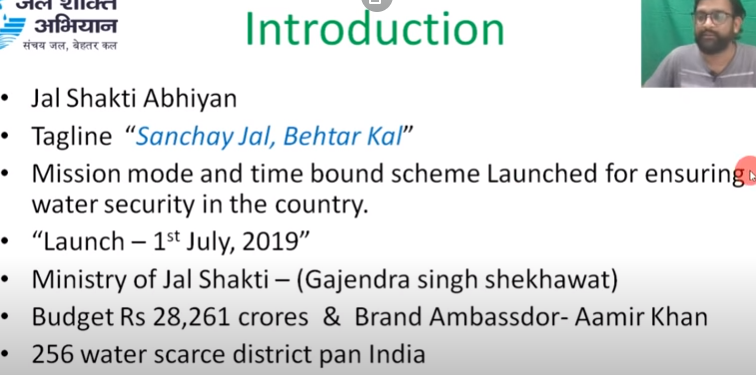 जल शक्ति
अभियान
संचय जल, बेहतर कल
Introduction
• Jal Shakti Abhiyan
• Tagline “Sanchay Jal, Behtar Kal”
• Mission mode and time bound scheme Launched for ensuring
water security in the country.
• “Launch – 1st July, 2019”
• Ministry of Jal Shakti – (Gajendra singh shekhawat)
• Budget Rs 28,261 crores & Brand Ambassdor- Aamir Khan
• 256 water scarce district pan India